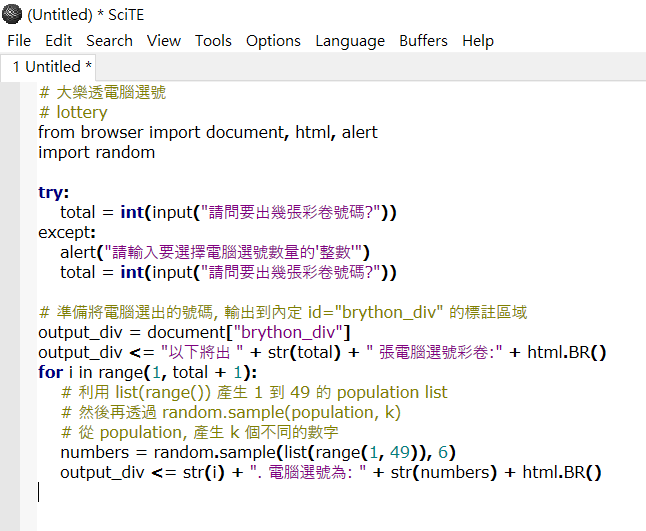 (Untitled) * SciTE
File Edit Search View Tools Options Language Buffers Help
1 Untitled *
# 大樂透電腦選號
# lottery
from browser import document, html, alert
import random

try:
    total = int(input("請問要出幾張彩卷號碼?"))
except:
    alert("請輸入要選擇電腦選號數量的'整數'")
    total = int(input("請問要出幾張彩卷號碼?"))

# 準備將電腦選出的號碼, 輸出到內定 id="brython_div" 的標註區域
output_div = document["brython_div"]
output_div <= "以下將出 " + str(total) + " 張電腦選號彩卷:" + html.BR()
for i in range(1, total + 1):
    # 利用 list(range()) 產生 1 到 49 的 population list
    # 然後再透過 random.sample(population, k)
    # 從 population, 產生 k 個不同的數字
    numbers = random.sample(list(range(1, 49)), 6)
    output_div <= str(i) + ". 電腦選號為: " + str(numbers) + html.BR()